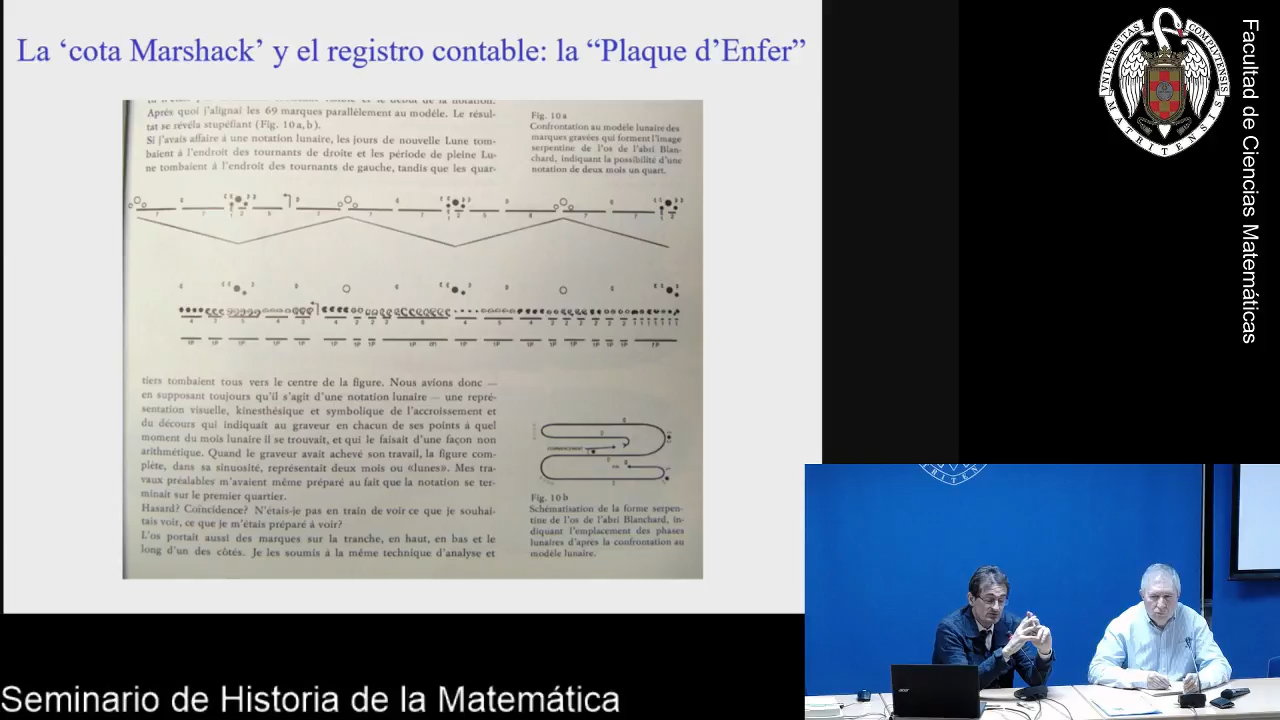 La ‘cota Marshack’ y el registro contable: la “Plaque d’Enfer”
Après quoi j'alignai les 69 marques parallèlement au modèle. Le résul-
tat se révéla stupéfiant (Fig. 10 a, b).
Si j'avais affaire à une notation lunaire, les jours de nouvelle Lune tom-
baient à l'endroit des tournants de droite et les période de pleine Lu-
ne tombaient à l'endroit des tournants de gauche, tandis que les quar-
Fig. 10 a
Confrontation au modèle lunaire des
marques gravées qui forment l'image
serpentine de l'os de l'abri Blan-
chard, indiquant la possibilité d'une
notation de deux mois un quart.
tiers tombaient tous vers le centre de la figure. Nous avions donc —
en supposant toujours qu'il s'agit d'une notation lunaire — une repré-
sentation visuelle, kinesthésique et symbolique de l'accroissement et
du décours qui indiquait au graveur en chacun de ses points à quel
moment du mois lunaire il se trouvait, et qui le faisait d'une façon non
arithmétique. Quand le graveur avait achevé son travail, la figure com-
plète, dans sa sinuosité, représentait deux mois ou «lunes». Mes tra-
vaux préalables m'avaient même préparé au fait que la notation se ter-
minait sur le premier quartier.
Hasard? Coïncidence? N'étais-je pas en train de voir ce que je souhai-
tais voir, ce que je m'étais préparé à voir?
L'os portait aussi des marques sur la tranche, en haut, en bas et le
long d'un des côtés. Je les soumis à la même technique d'analyse et
COMMENCEMENT
Fig. 10 b
Schématisation de la forme serpen-
tine de l'os de l'abri Blanchard, in-
diquant l'emplacement des phases
lunaires d'après la confrontation au
modèle lunaire.
UNIVERSITAS COMPLUTENSIS
MATRITENSIS
Facultad de Ciencias Matemáticas
RITEN
acer
Seminario de Historia de la Matemática